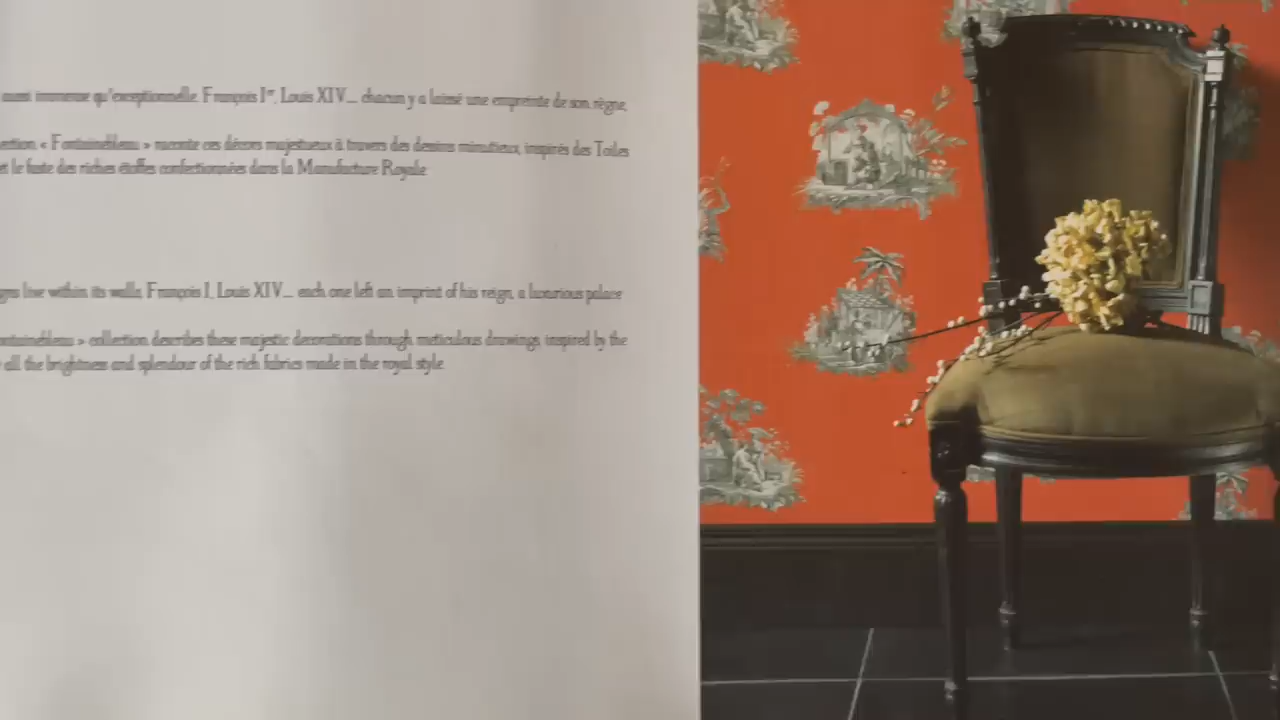 aussi immense qu'exceptionnelle. François Iᵉʳ, Louis XIV... chacun y a laissé une empreinte de son règne,
« Fontainebleau » raconte ces décors majestueux à travers des dessins minutieux, inspirés des Toiles
et le faste des riches étoffes confectionnées dans la Manufacture Royale.
live within its walls, François I, Louis XIV... each one left an imprint of his reign, a luxurious palace
» collection describes these majestic decorations through meticulous drawings, inspired by the
all the brightness and splendour of the rich fabrics made in the royal style.